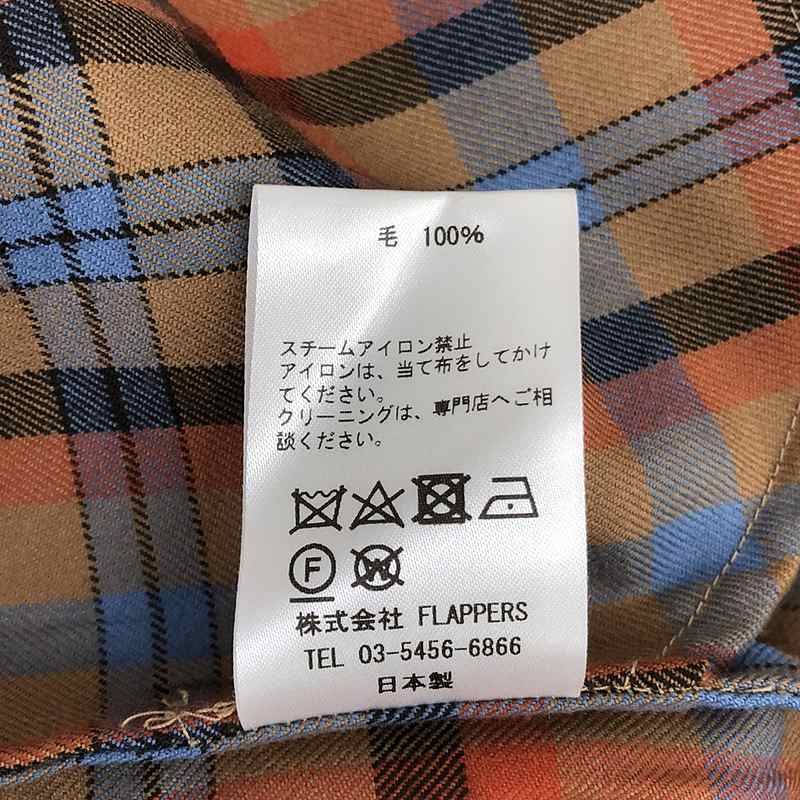 毛 100%
スチームアイロン禁止
アイロンは、当て布をしてかけ
てください。
クリーニングは、専門店へご相
談ください。
F W
株式会社 FLAPPERS
TEL 03-5456-6866
日本製